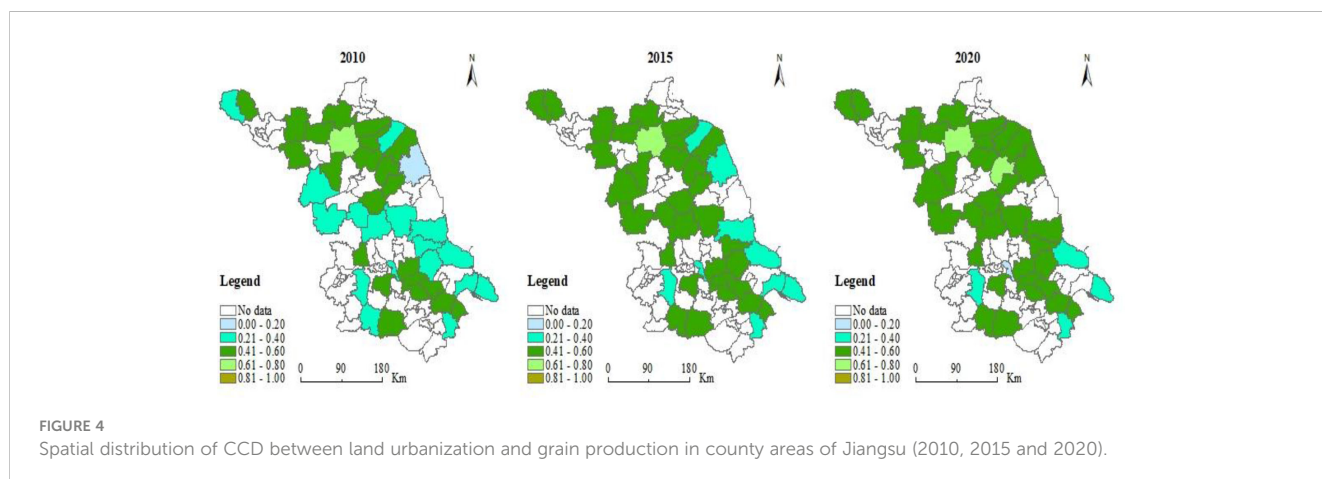 2010
N
Legend
No data
0.00 - 0.20
0.21 - 0.40
0.41 - 0.60
0.61 - 0.80
0.81 - 1.00
0 90 180
Km
2015
N
Legend
No data
0.00 - 0.20
0.21 - 0.40
0.41 - 0.60
0.61 - 0.80
0.81 - 1.00
0 90 180
Km
2020
N
Legend
No data
0.00 - 0.20
0.21 - 0.40
0.41 - 0.60
0.61 - 0.80
0.81 - 1.00
0 90 180
Km
FIGURE 4
Spatial distribution of CCD between land urbanization and grain production in county areas of Jiangsu (2010, 2015 and 2020).